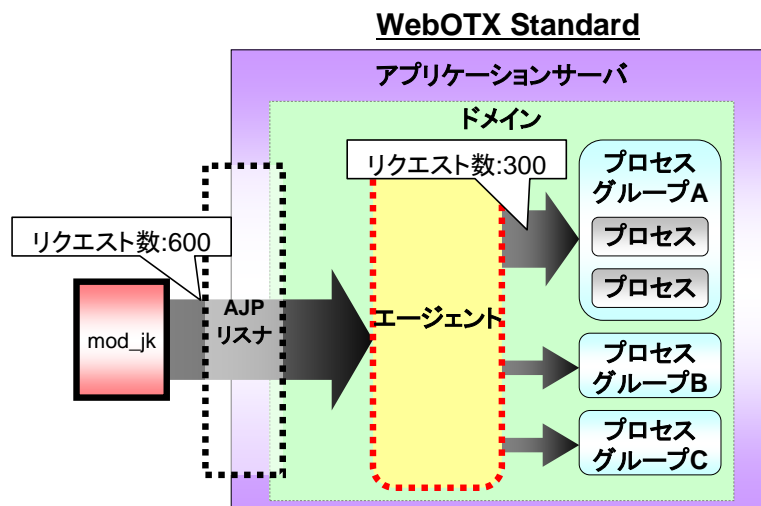 WebOTX Standard
アプリケーションサーバ
ドメイン
リクエスト数:300
プロセス
グループA
プロセス
プロセス
リクエスト数:600
mod_jk
AJP
リスナ
エージェント
プロセス
グループB
プロセス
グループC